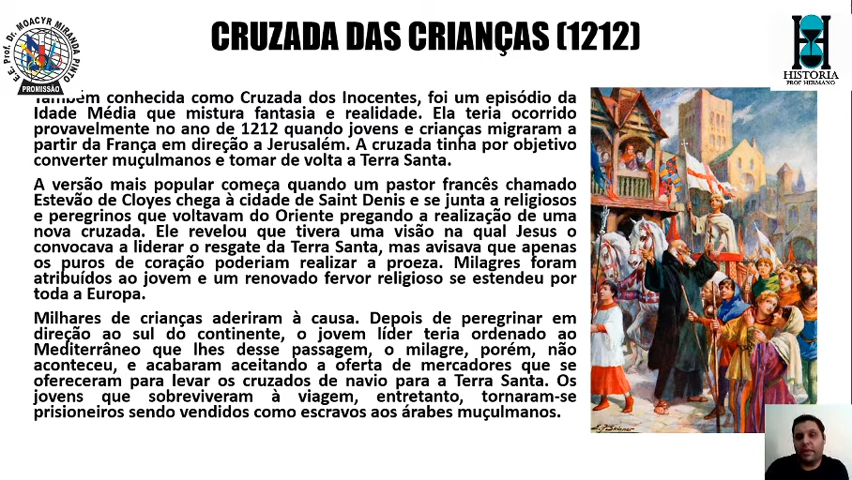 CRUZADA DAS CRIANÇAS (1212)
E.E. Prof. Dr. MOACYR MIRANDA PINTO
PROMISSÃO
HISTORIA
PROF HERMANO
Também conhecida como Cruzada dos Inocentes, foi um episódio da
Idade Média que mistura fantasia e realidade. Ela teria ocorrido
provavelmente no ano de 1212 quando jovens e crianças migraram a
partir da França em direção a Jerusalém. A cruzada tinha por objetivo
converter muçulmanos e tomar de volta a Terra Santa.
A versão mais popular começa quando um pastor francês chamado
Estevão de Cloyes chega à cidade de Saint Denis e se junta a religiosos
e peregrinos que voltavam do Oriente pregando a realização de uma
nova cruzada. Ele revelou que tivera uma visão na qual Jesus o
convocava a liderar o resgate da Terra Santa, mas avisava que apenas
os puros de coração poderiam realizar a proeza. Milagres foram
atribuídos ao jovem e um renovado fervor religioso se estendeu por
toda a Europa.
Milhares de crianças aderiram à causa. Depois de peregrinar em
direção ao sul do continente, o jovem líder teria ordenado ao
Mediterrâneo que lhes desse passagem, o milagre, porém, não
aconteceu, e acabaram aceitando a oferta de mercadores que se
ofereceram para levar os cruzados de navio para a Terra Santa. Os
jovens que sobreviveram à viagem, entretanto, tornaram-se
prisioneiros sendo vendidos como escravos aos árabes muçulmanos.